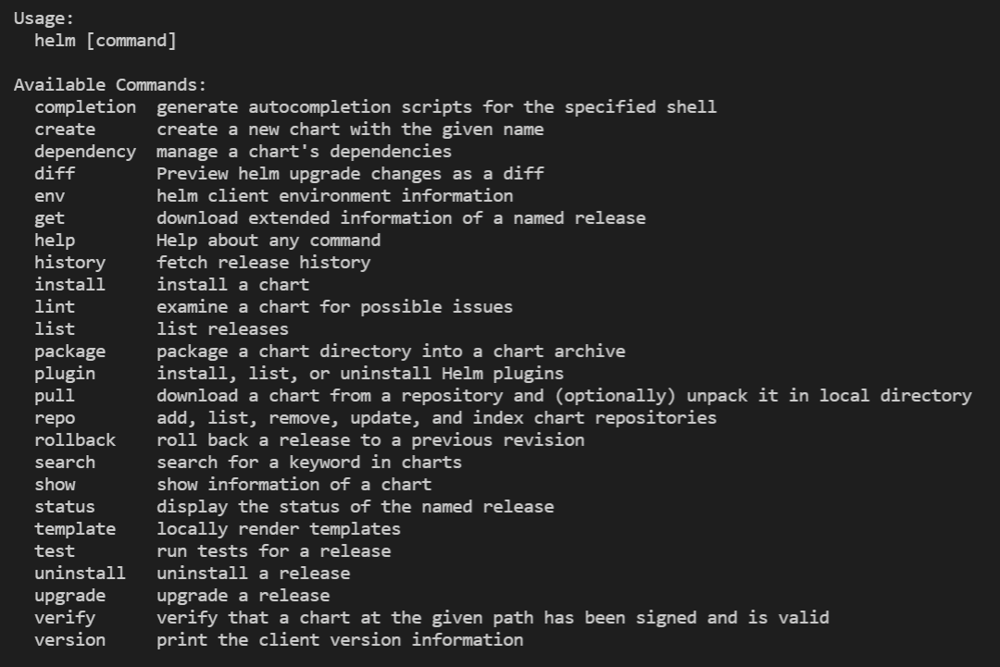 Usage:
  helm [command]

Available Commands:
  completion  generate autocompletion scripts for the specified shell
  create      create a new chart with the given name
  dependency  manage a chart's dependencies
  diff        Preview helm upgrade changes as a diff
  env         helm client environment information
  get         download extended information of a named release
  help        Help about any command
  history     fetch release history
  install     install a chart
  lint        examine a chart for possible issues
  list        list releases
  package     package a chart directory into a chart archive
  plugin      install, list, or uninstall Helm plugins
  pull        download a chart from a repository and (optionally) unpack it in local directory
  repo        add, list, remove, update, and index chart repositories
  rollback    roll back a release to a previous revision
  search      search for a keyword in charts
  show        show information of a chart
  status      display the status of the named release
  template    locally render templates
  test        run tests for a release
  uninstall   uninstall a release
  upgrade     upgrade a release
  verify      verify that a chart at the given path has been signed and is valid
  version     print the client version information